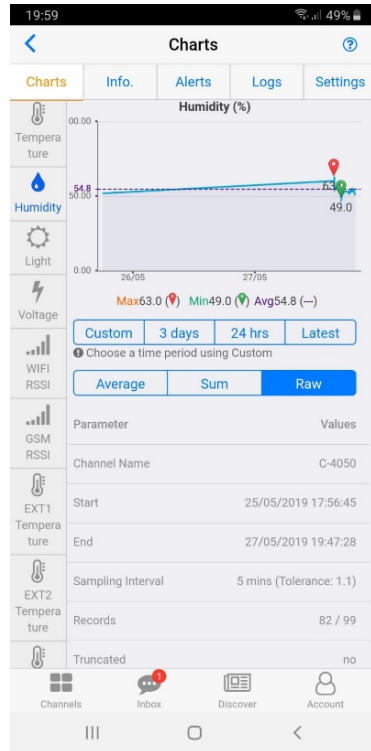 19:59
49%
Charts
Charts Info. Alerts Logs Settings
Humidity (%)
00.00
54.8
50.00
0.00
63.0
49.0
26/05 27/05
Max63.0 ( ) Min49.0 ( ) Avg54.8 (---)
Custom 3 days 24 hrs Latest
Choose a time period using Custom
Average Sum Raw
Tempera
ture
Humidity
Light
Voltage
WIFI
RSSI
GSM
RSSI
EXT1
Tempera
ture
EXT2
Tempera
ture
Parameter Values
Channel Name C-4050
Start 25/05/2019 17:56:45
End 27/05/2019 19:47:28
Sampling Interval 5 mins (Tolerance: 1.1)
Records 82 / 99
Truncated no
1
Channels Inbox Discover Account